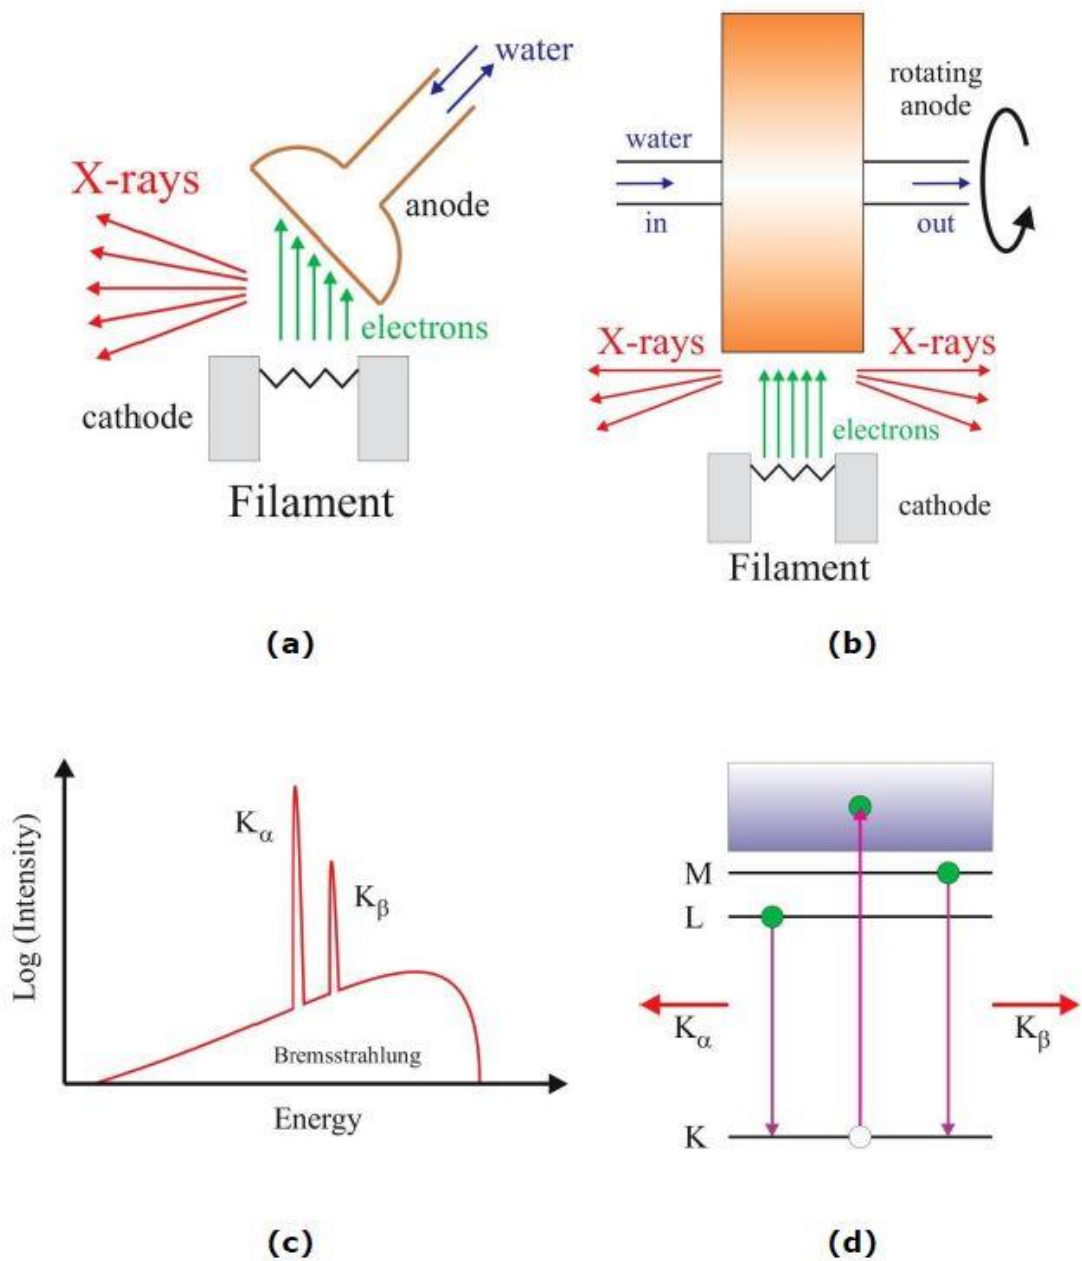 water
X-rays
anode
electrons
cathode
Filament
(a)
rotating
anode
water
in
out
X-rays
X-rays
electrons
cathode
Filament
(b)
Log (Intensity)
Kα
Kβ
Bremsstrahlung
Energy
(c)
M
L
Kα
Kβ
K
(d)